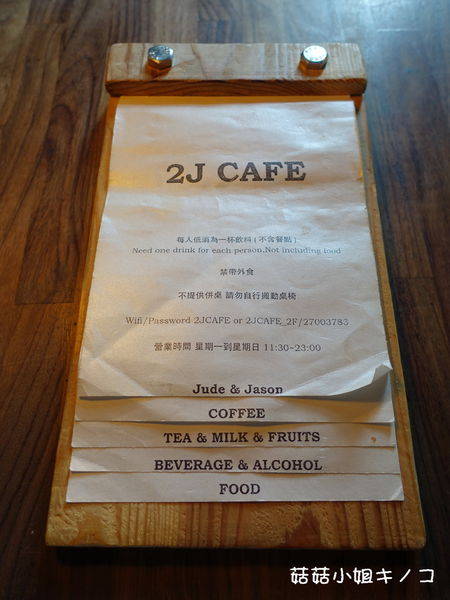 2J CAFE
每人低消為一杯飲料(不含餐點)
Need one drink for each person.Not including food
禁帶外食
不提供併桌 請勿自行搬動桌椅
Wifi/Password 2JCAFE or 2JCAFE_2F/27003783
營業時間 星期一到星期日 11:30~23:00
Jude & Jason
COFFEE
TEA & MILK & FRUITS
BEVERAGE & ALCOHOL
FOOD
菇菇小姐キノコ